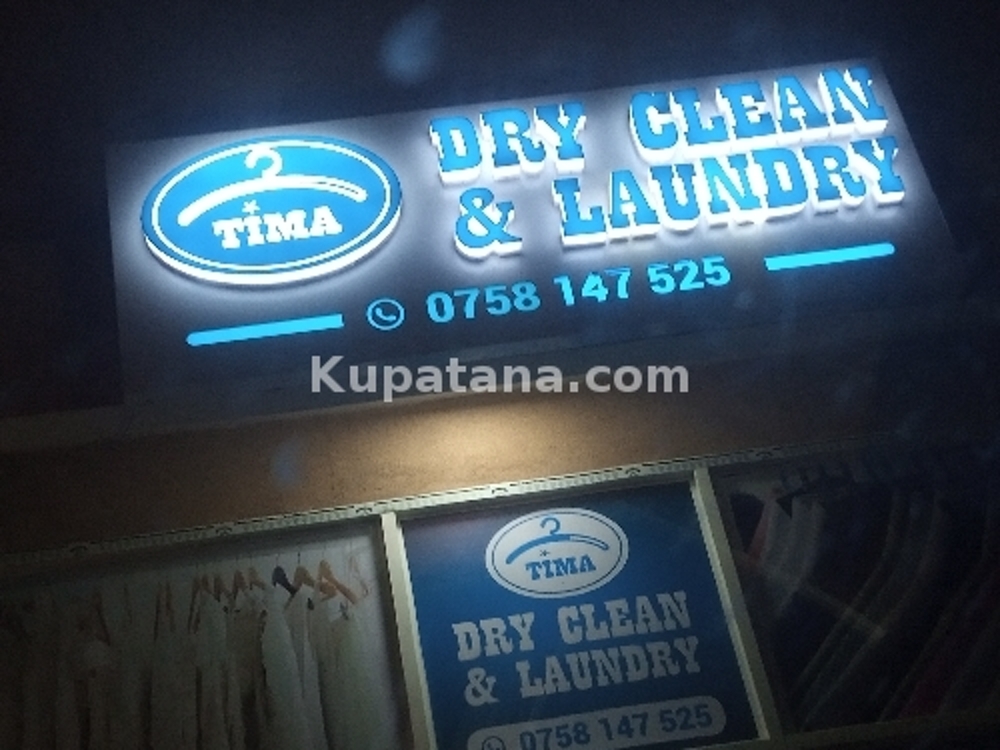 TIMA
DRY CLEAN
& LAUNDRY
0758 147 525
Kupatana.com
TIMA
DRY CLEAN
& LAUNDRY
0758 147 525